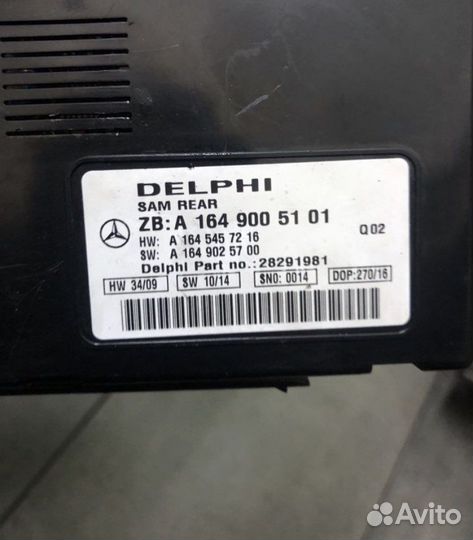 DELPHI
SAM REAR
ZB: A 164 900 51 01
Q02
HW: A 164 545 72 16
SW: A 164 902 57 00
Delphi Part no.:28291981
HW 34/09 SW 10/14 SNO: 0014 DOP:270/16
Avito